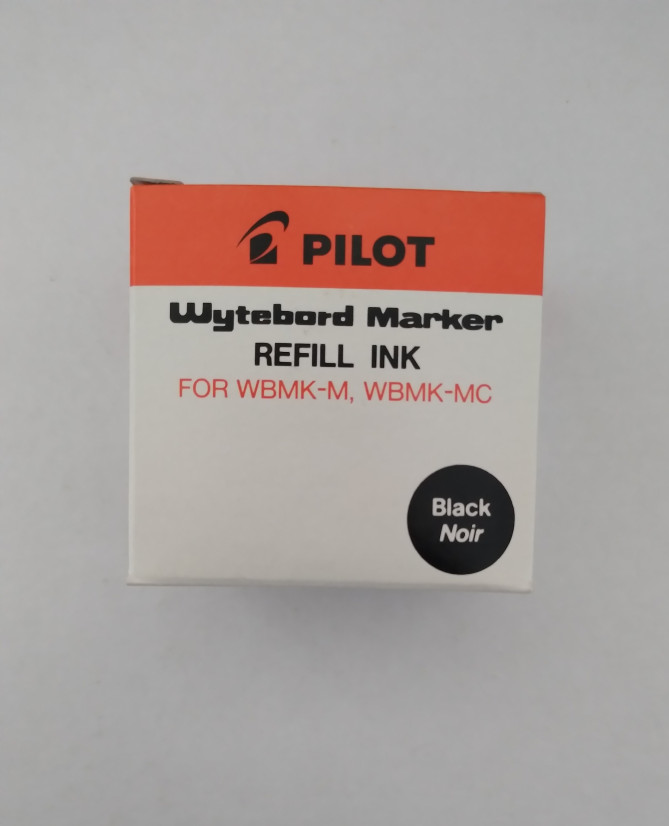 PILOT
Wytebord Marker
REFILL INK
FOR WBMK-M, WBMK-MC
Black
Noir